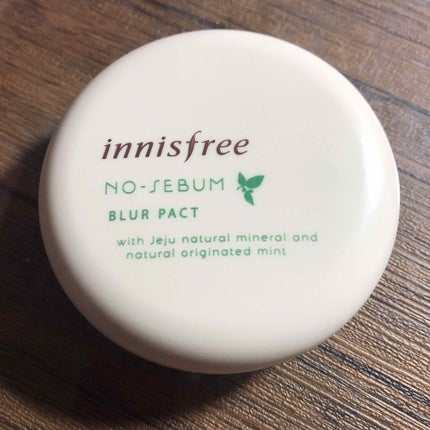 innisfree
NO-SEBUM
BLUR PACT
with Jeju natural mineral and
natural originated mint